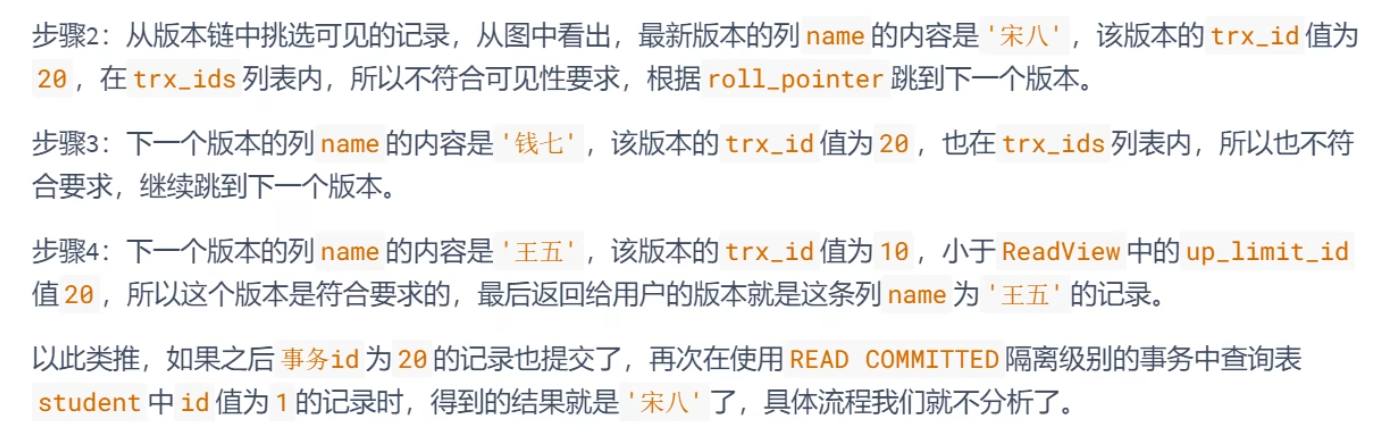 步骤2：从版本链中挑选可见的记录，从图中看出，最新版本的列 name 的内容是 '宋八' ，该版本的 trx_id 值为
20 ，在 trx_ids 列表内，所以不符合可见性要求，根据 roll_pointer 跳到下一个版本。
步骤3：下一个版本的列 name 的内容是 '钱七' ，该版本的 trx_id 值为 20 ，也在 trx_ids 列表内，所以也不符
合要求，继续跳到下一个版本。
步骤4：下一个版本的列 name 的内容是 '王五' ，该版本的 trx_id 值为 10 ，小于 ReadView 中的 up_limit_id
值 20 ，所以这个版本是符合要求的，最后返回给用户的版本就是这条列 name 为 '王五' 的记录。
以此类推，如果之后 事务id 为 20 的记录也提交了，再次在使用 READ COMMITTED 隔离级别的事务中查询表
student 中 id 值为 1 的记录时，得到的结果就是 '宋八' 了，具体流程我们就不分析了。